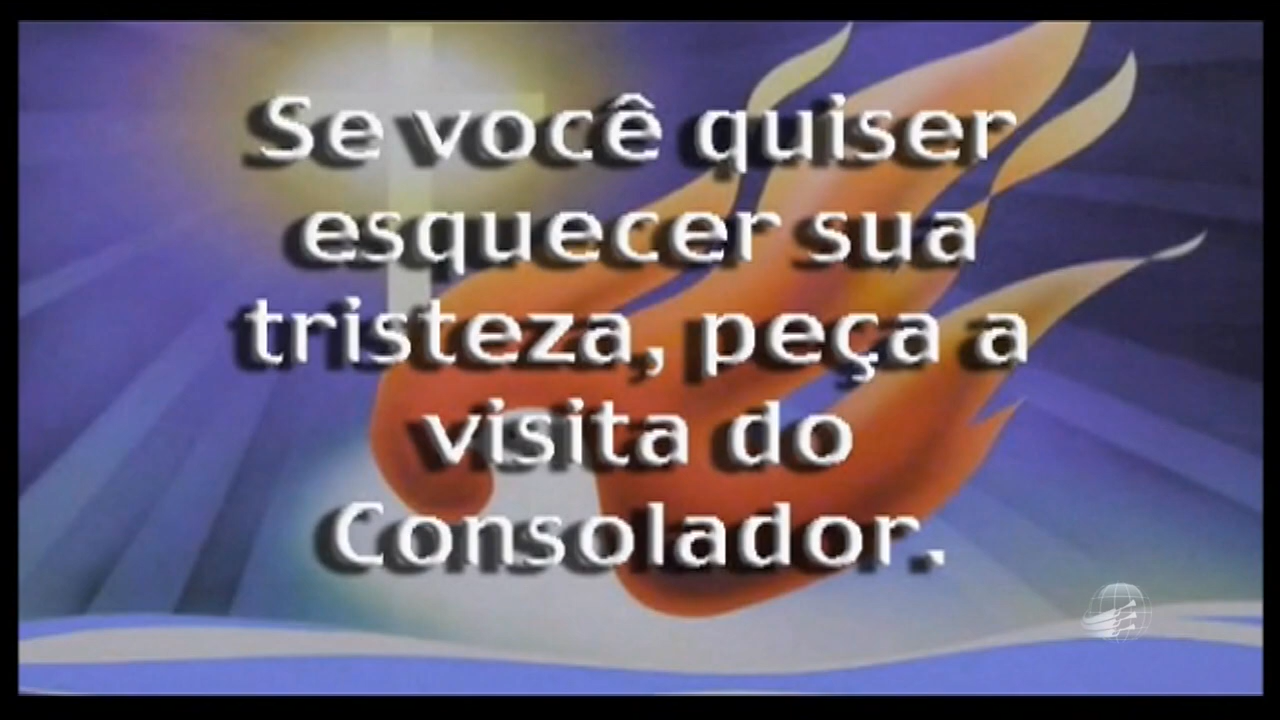 Se você quiser
esquecer sua
tristeza, peça a
visita do
Consolador.